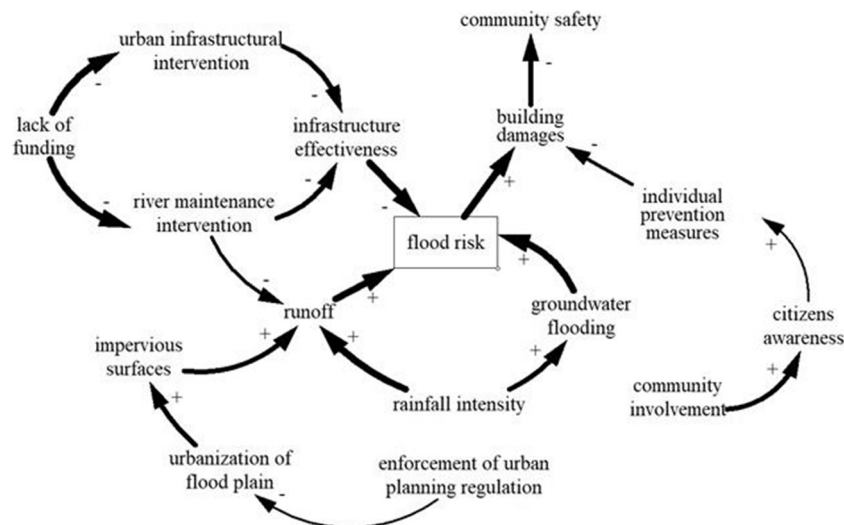 community safety
urban infrastructural
intervention
-
-
-
lack of
funding
infrastructure
effectiveness
building
damages
-
-
-
river maintenance
intervention
-
+
individual
prevention
measures
flood risk
+
+
-
runoff
+
groundwater
flooding
citizens
awareness
impervious
surfaces
+
+
+
+
rainfall intensity
community
involvement
+
urbanization of
flood plain
-
enforcement of urban
planning regulation